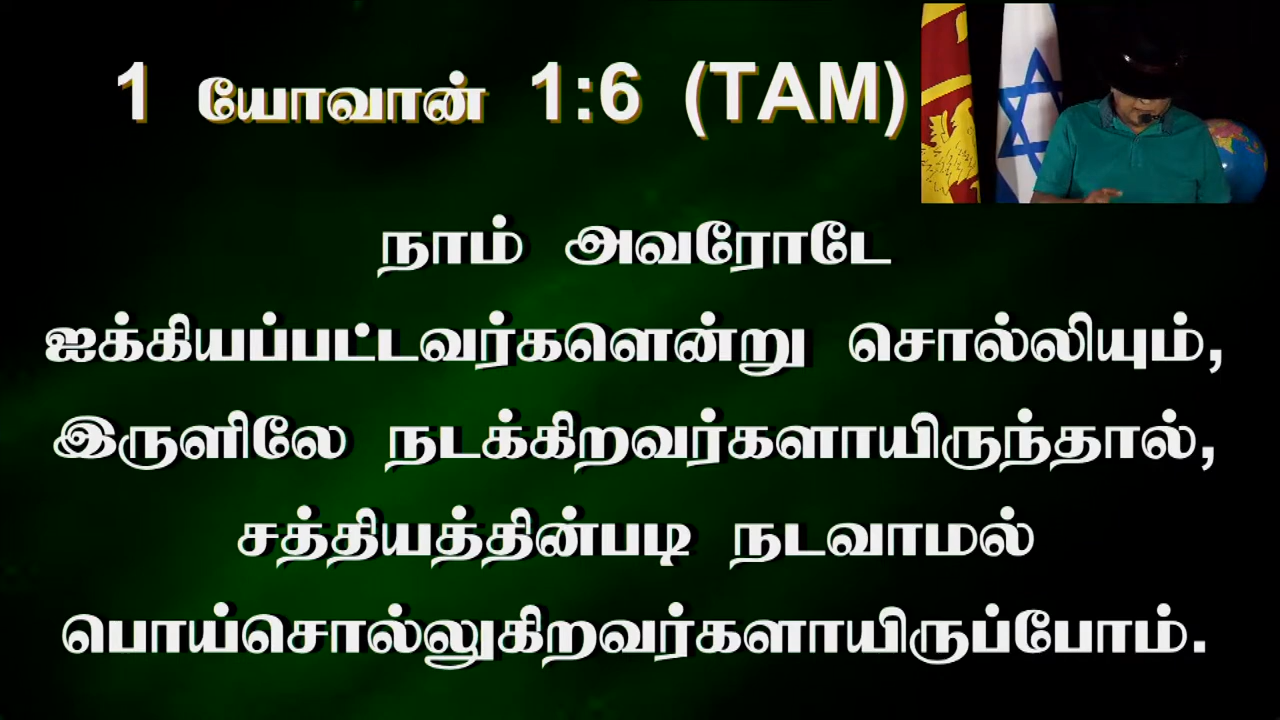 1 யோவான் 1:6 (TAM)
நாம் அவரோடே
ஐக்கியப்பட்டவர்களென்று சொல்லியும்,
இருளிலே நடக்கிறவர்களாயிருந்தால்,
சத்தியத்தின்படி நடவாமல்
பொய்சொல்லுகிறவர்களாயிருப்போம்.